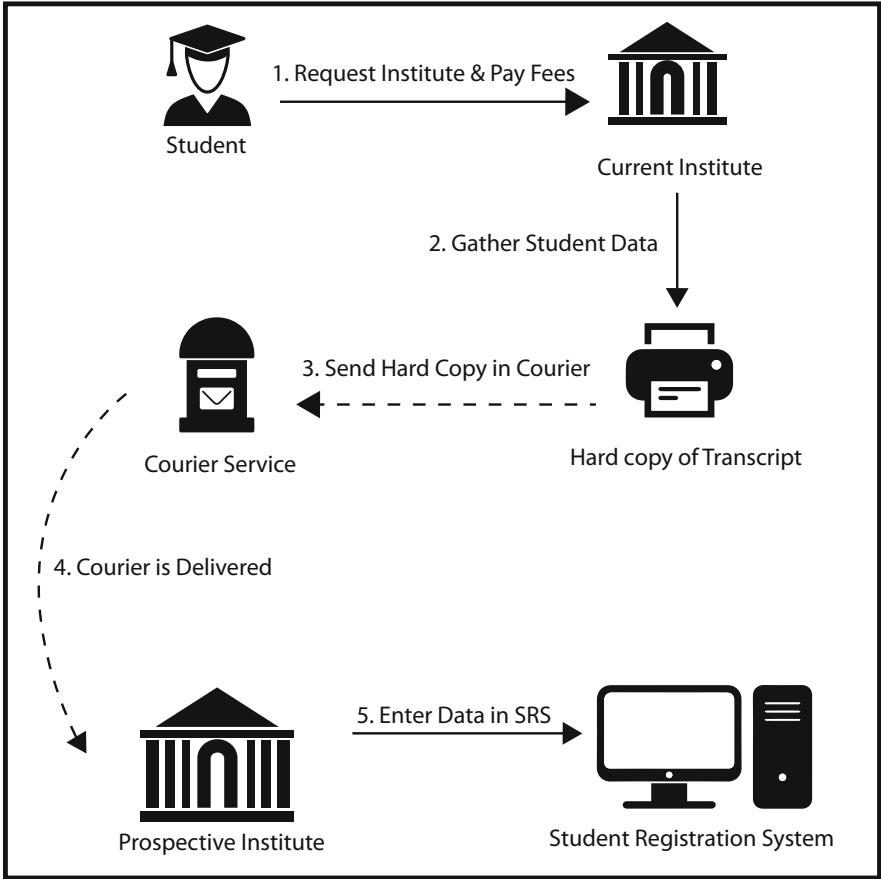 1. Request Institute & Pay Fees
Student
Current Institute
2. Gather Student Data
3. Send Hard Copy in Courier
Hard copy of Transcript
Courier Service
4. Courier is Delivered
5. Enter Data in SRS
Prospective Institute
Student Registration System